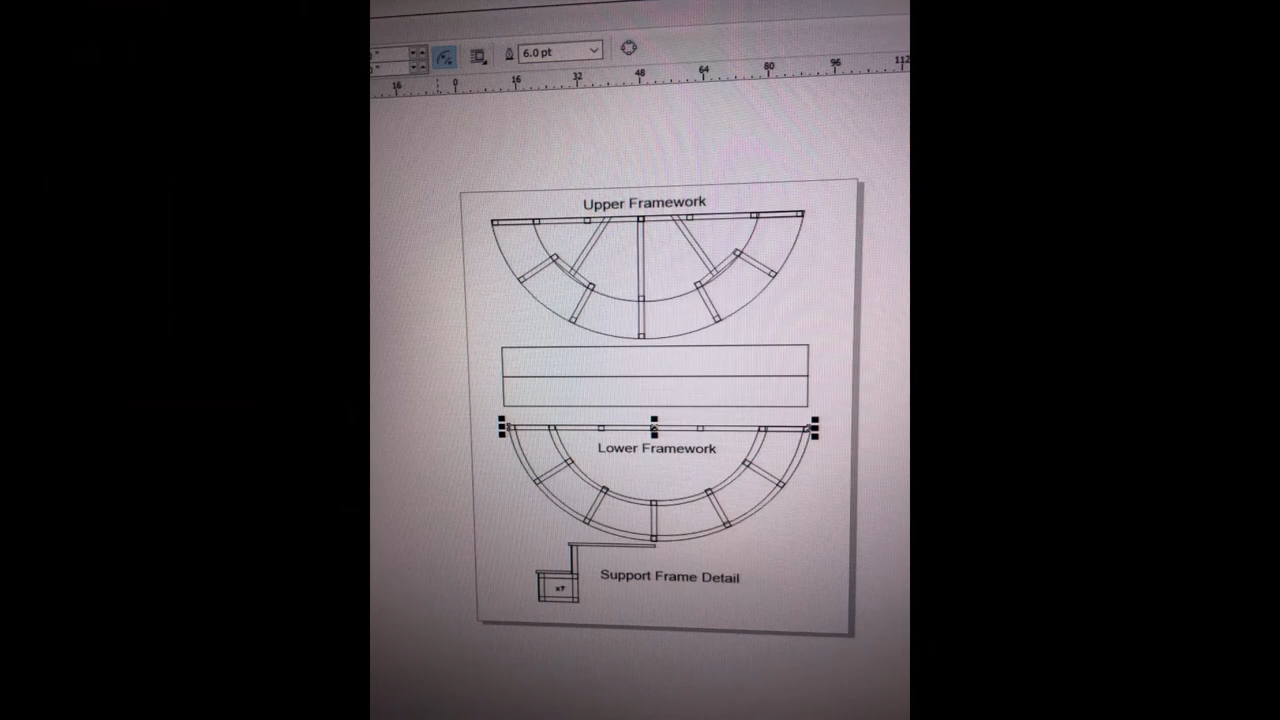 6.0 pt
16 0 16 32 48 64 80 96 112
Upper Framework
Lower Framework
Support Frame Detail
x7